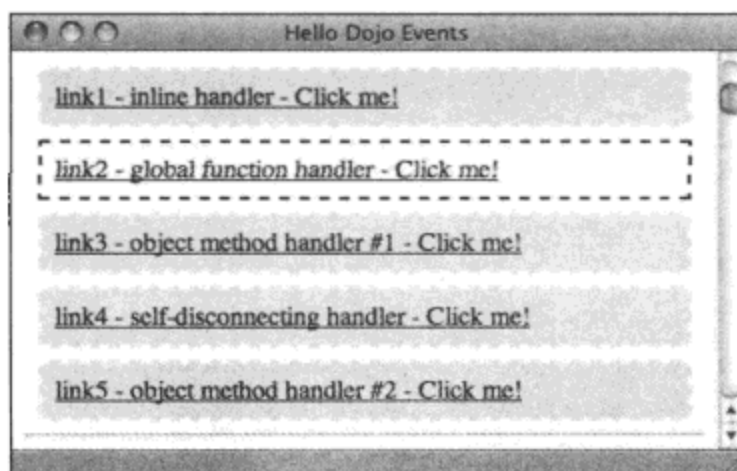 Hello Dojo Events
link1 - inline handler - Click me!
link2 - global function handler - Click me!
link3 - object method handler #1 - Click me!
link4 - self-disconnecting handler - Click me!
link5 - object method handler #2 - Click me!